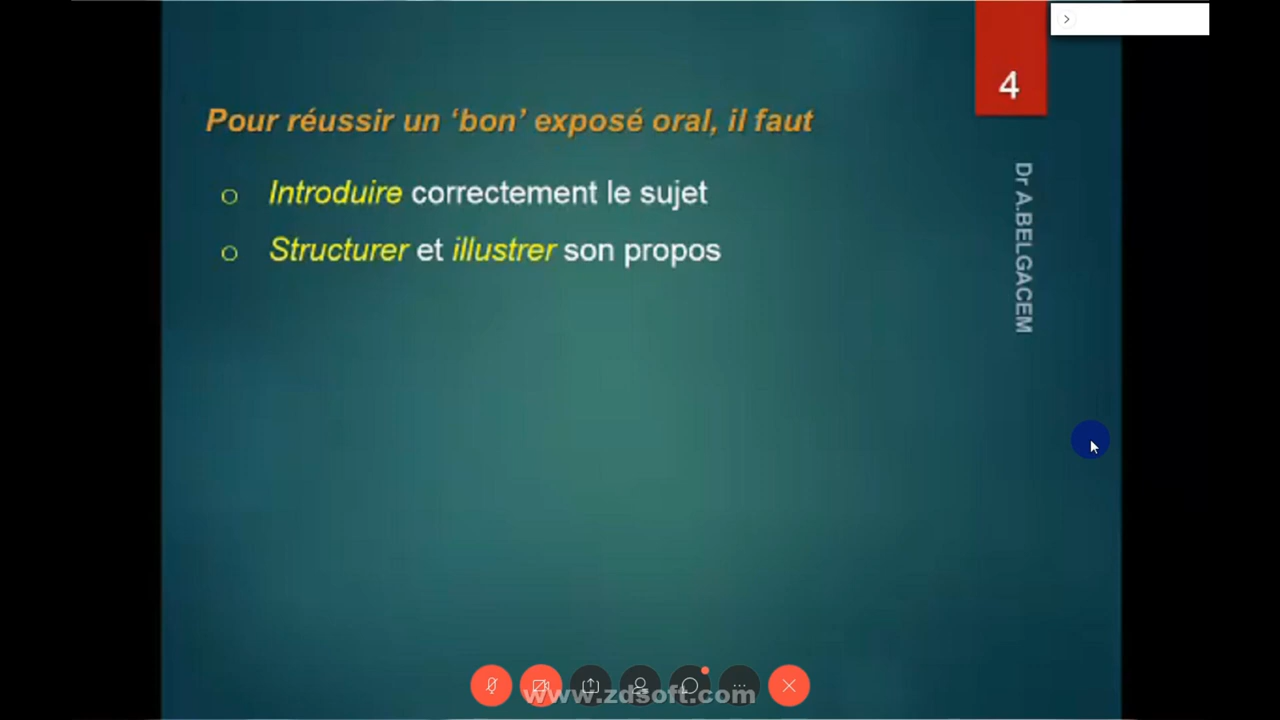 4
Pour réussir un ‘bon’ exposé oral, il faut
Introduire correctement le sujet
Structurer et illustrer son propos
Dr A.BELGACEM
www.zdsoft.com